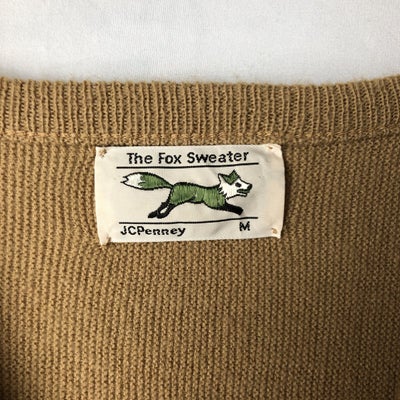 The Fox Sweater
JCPenney M